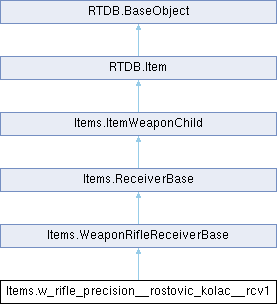 RTDB.BaseObject
RTDB.Item
Items.ItemWeaponChild
Items.ReceiverBase
Items.WeaponRifleReceiverBase
Items.w_rifle_precision__rostovic_kolac__rcv1